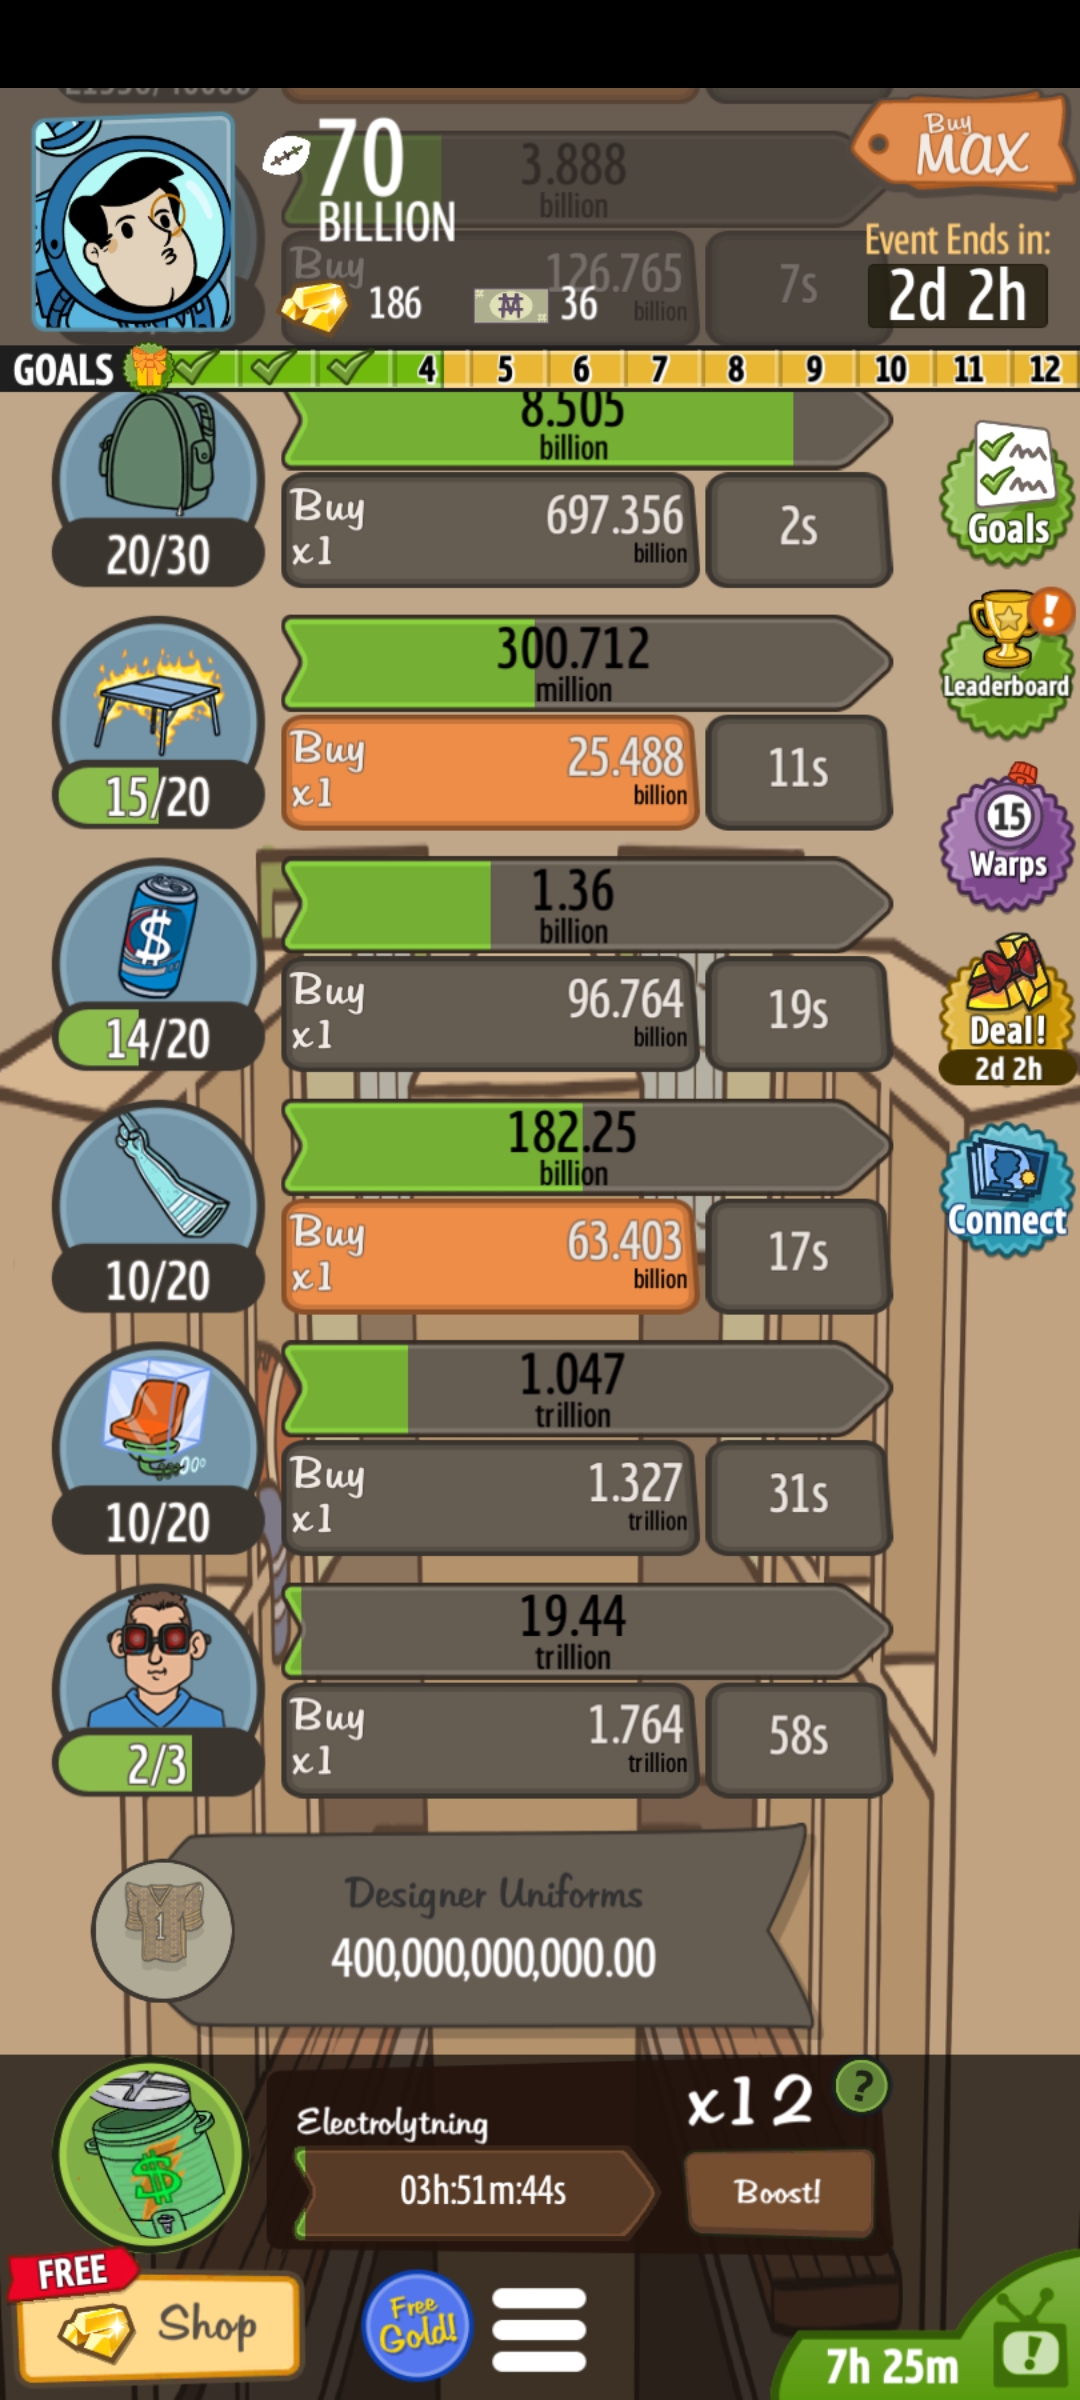 Buy
MAX
70
BILLION
3.888
billion
Event Ends in:
2d 2h
Buy
126.765
billion
7s
186
36
GOALS
4 5 6 7 8 9 10 11 12
8.505
billion
20/30
Buy
x1
697.356
billion
2s
Goals
300.712
million
15/20
Buy
x1
25.488
billion
11s
!
Leaderboard
1.36
billion
14/20
Buy
x1
96.764
billion
19s
$
15
Warps
Deal!
2d 2h
182.25
billion
10/20
Buy
x1
63.403
billion
17s
Connect
1.047
trillion
10/20
Buy
x1
1.327
trillion
31s
19.44
trillion
2/3
Buy
x1
1.764
trillion
58s
1
Designer Uniforms
400,000,000,000.00
$
Electrolytning
03h:51m:44s
x12
?
Boost!
FREE
Shop
Free
Gold!
7h 25m
!